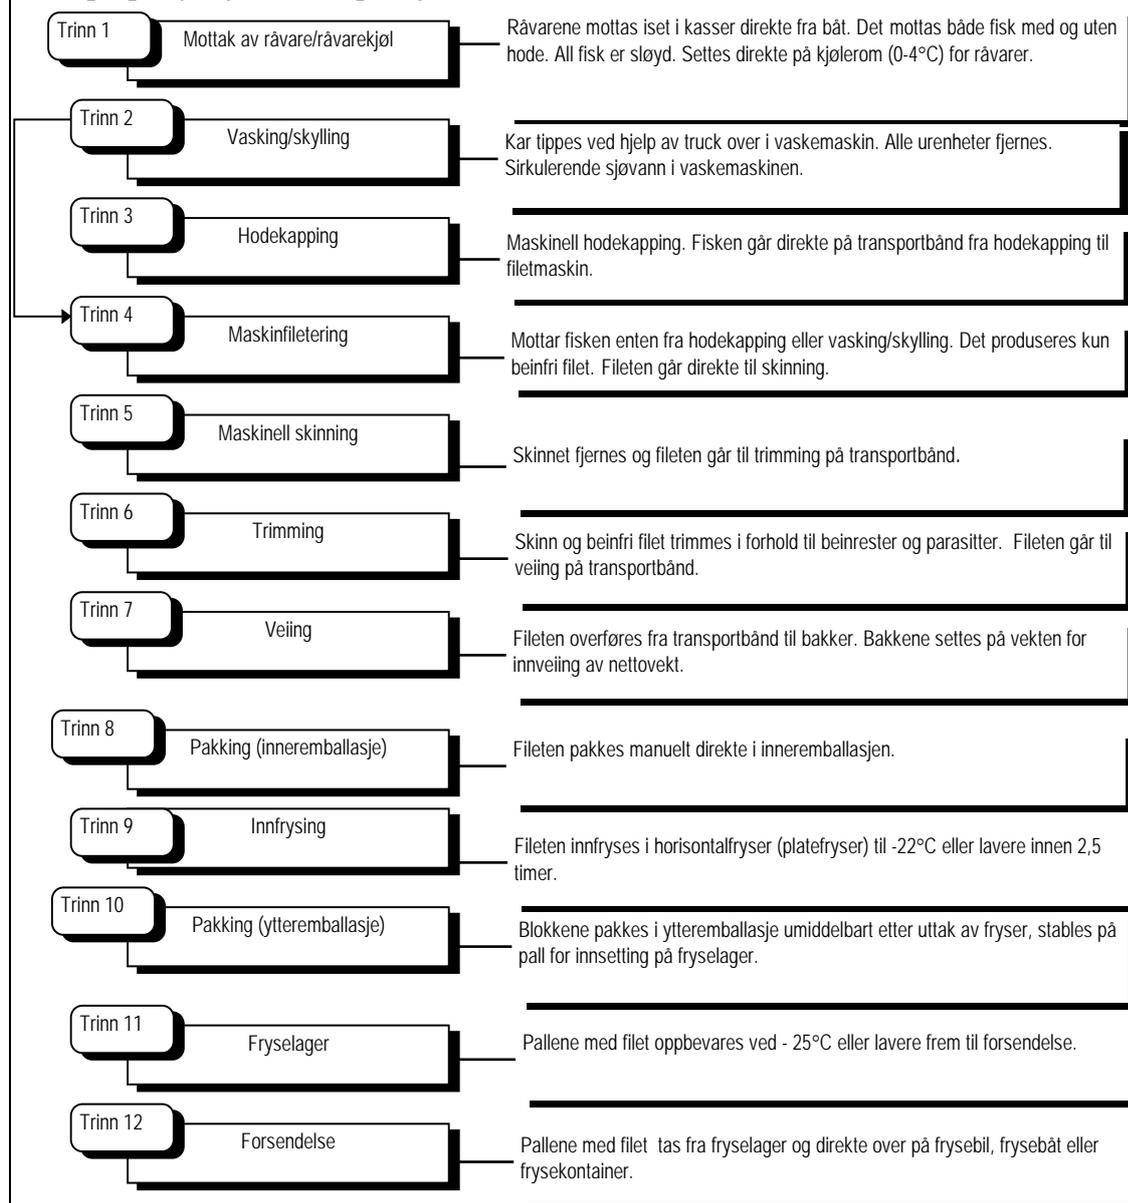 Trinn 1
Mottak av råvare/råvarekjøl
Råvarene mottas iset i kasser direkte fra båt. Det mottas både fisk med og uten
hode. All fisk er sløyd. Settes direkte på kjølerom (0-4°C) for råvarer.
Trinn 2
Vasking/skylling
Kar tippes ved hjelp av truck over i vaskemaskin. Alle urenheter fjernes.
Sirkulerende sjøvann i vaskemaskinen.
Trinn 3
Hodekapping
Maskinell hodekapping. Fisken går direkte på transportbånd fra hodekapping til
filetmaskin.
Trinn 4
Maskinfiletering
Mottar fisken enten fra hodekapping eller vasking/skylling. Det produseres kun
beinfri filet. Fileten går direkte til skinning.
Trinn 5
Maskinell skinning
Skinnet fjernes og fileten går til trimming på transportbånd.
Trinn 6
Trimming
Skinn og beinfri filet trimmes i forhold til beinrester og parasitter. Fileten går til
veiing på transportbånd.
Trinn 7
Veiing
Fileten overføres fra transportbånd til bakker. Bakkene settes på vekten for
innveiing av nettovekt.
Trinn 8
Pakking (inneremballasje)
Fileten pakkes manuelt direkte i inneremballasjen.
Trinn 9
Innfrysing
Fileten innfryses i horisontalfryser (platefryser) til -22°C eller lavere innen 2,5
timer.
Trinn 10
Pakking (ytteremballasje)
Blokkene pakkes i ytteremballasje umiddelbart etter uttak av fryser, stables på
pall for innsetting på fryselager.
Trinn 11
Fryselager
Pallene med filet oppbevares ved - 25°C eller lavere frem til forsendelse.
Trinn 12
Forsendelse
Pallene med filet tas fra fryselager og direkte over på frysebil, frysebåt eller
frysekontainer.